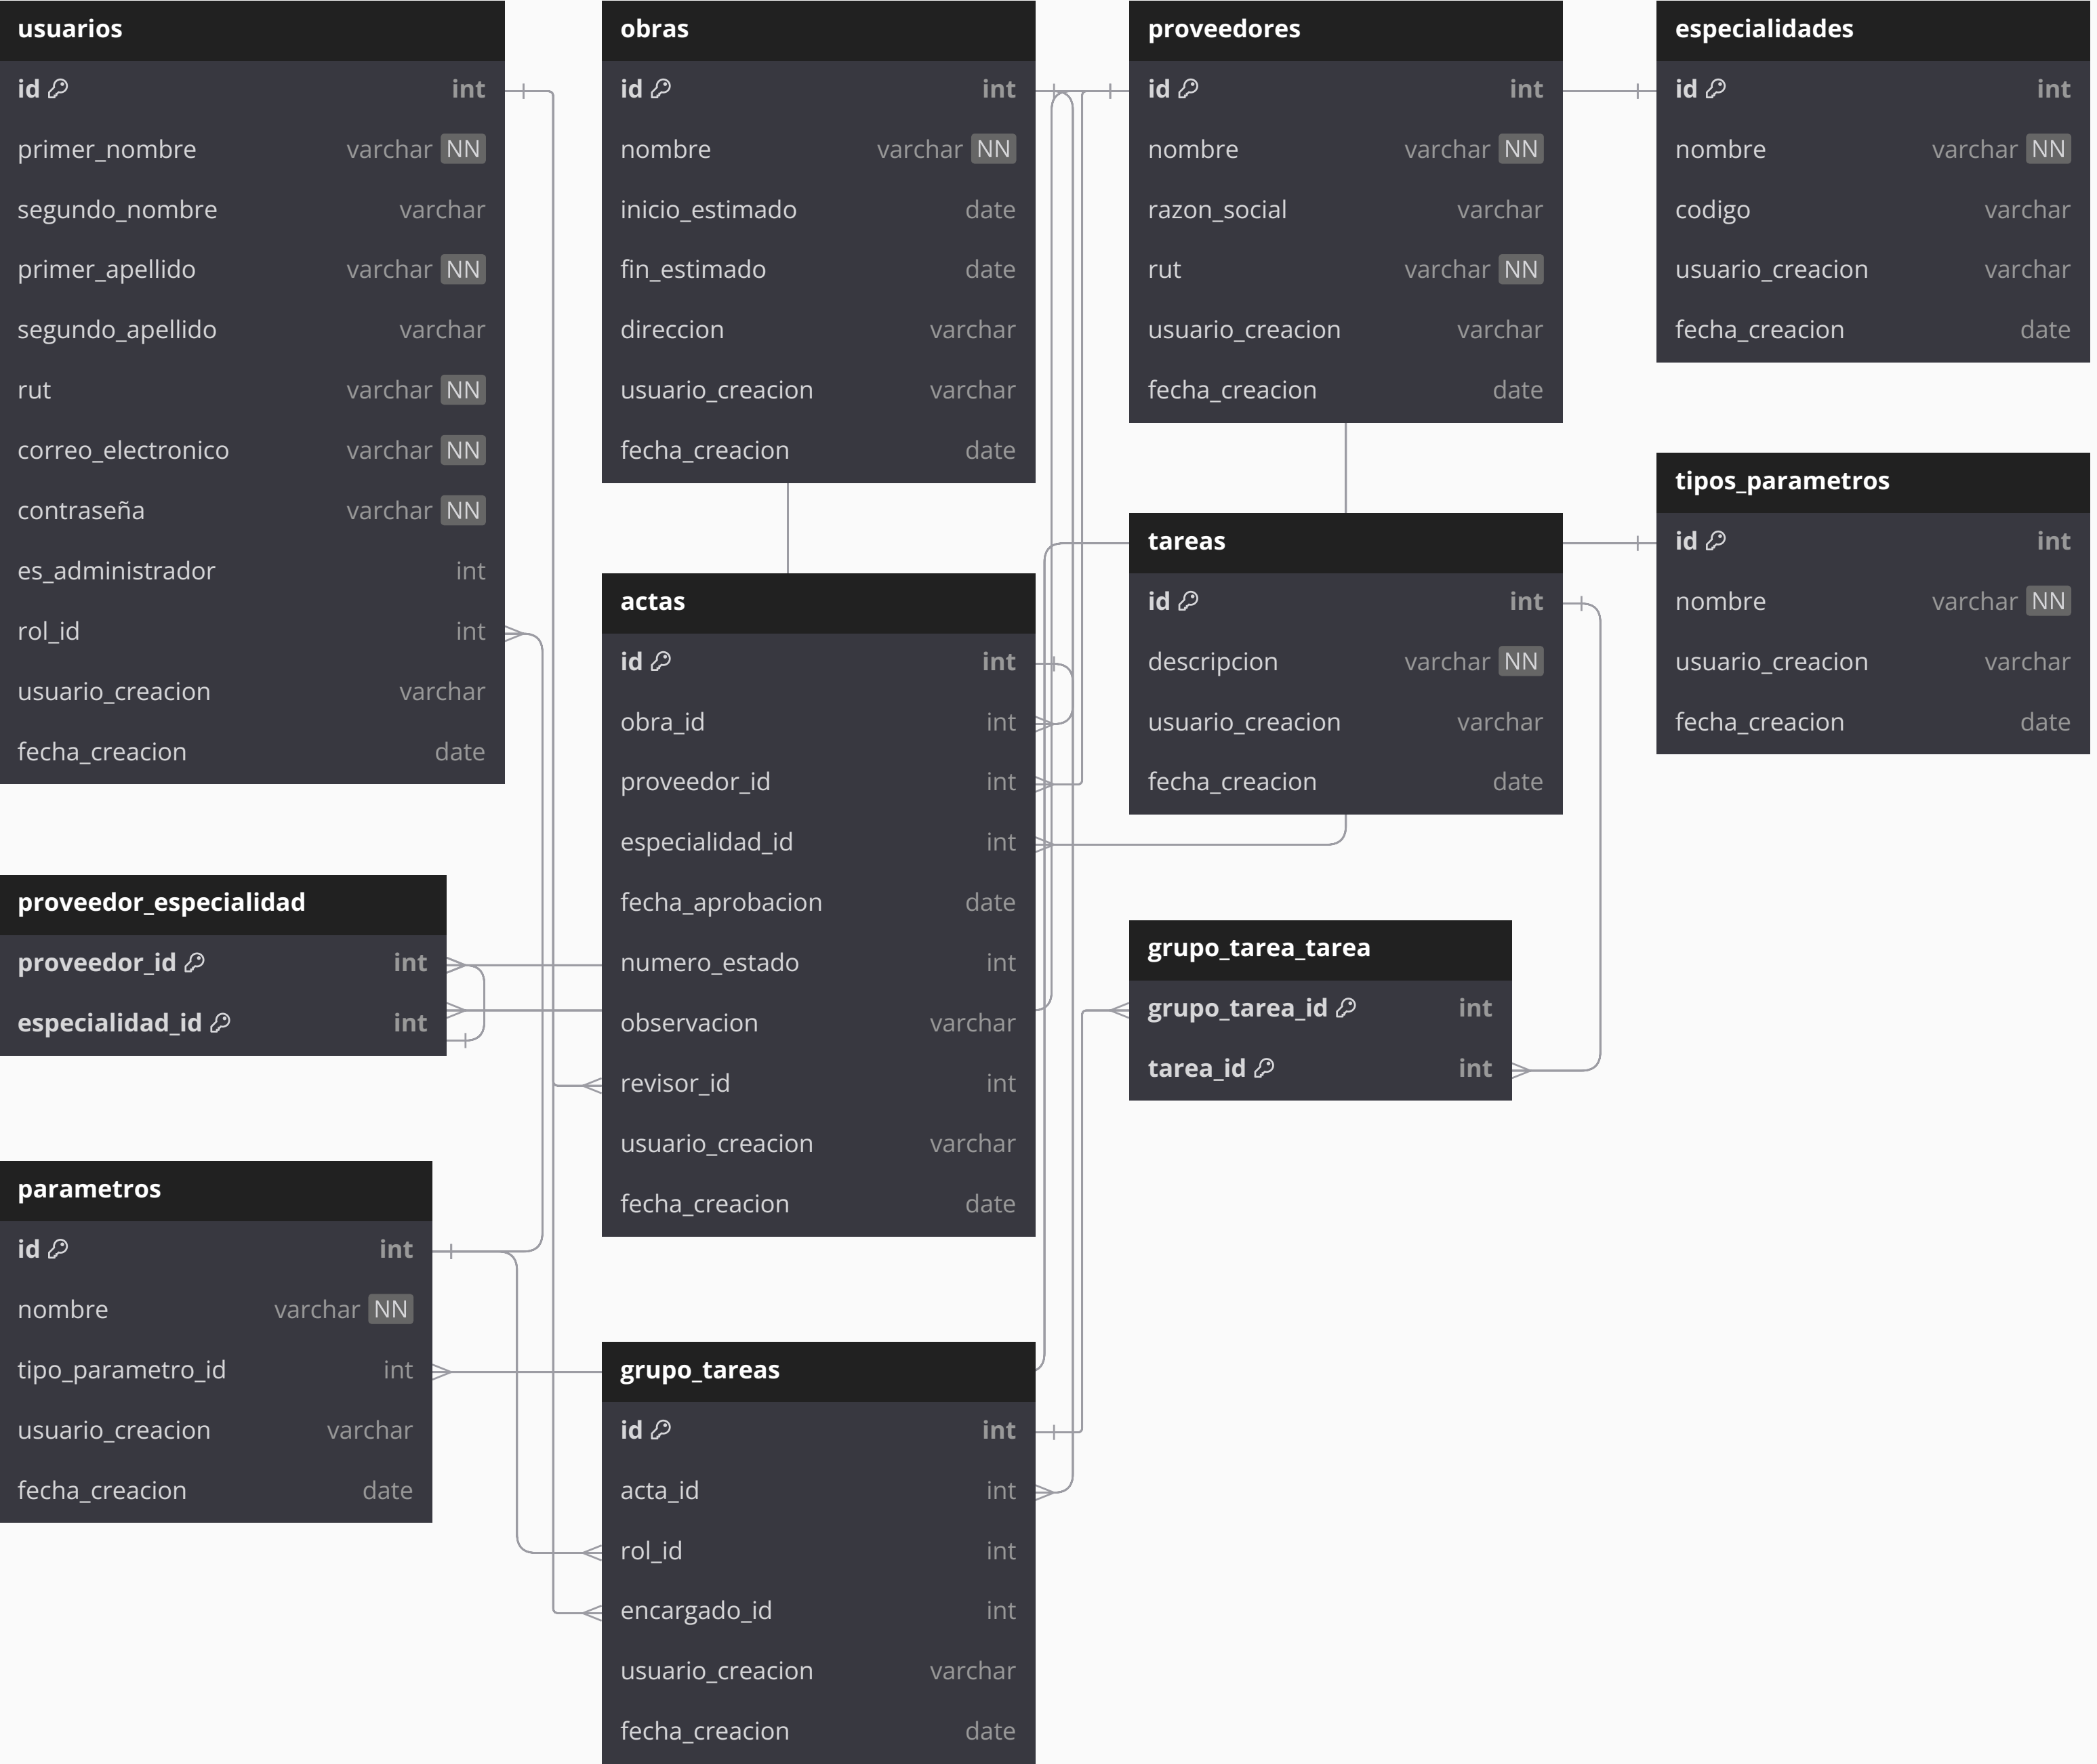 usuarios
id int
primer_nombre varchar NN
segundo_nombre varchar
primer_apellido varchar NN
segundo_apellido varchar
rut varchar NN
correo_electronico varchar NN
contraseña varchar NN
es_administrador int
rol_id int
usuario_creacion varchar
fecha_creacion date
obras
id int
nombre varchar NN
inicio_estimado date
fin_estimado date
direccion varchar
usuario_creacion varchar
fecha_creacion date
proveedores
id int
nombre varchar NN
razon_social varchar
rut varchar NN
usuario_creacion varchar
fecha_creacion date
especialidades
id int
nombre varchar NN
codigo varchar
usuario_creacion varchar
fecha_creacion date
tipos_parametros
id int
nombre varchar NN
usuario_creacion varchar
fecha_creacion date
actas
id int
obra_id int
proveedor_id int
especialidad_id int
fecha_aprobacion date
numero_estado int
observacion varchar
revisor_id int
usuario_creacion varchar
fecha_creacion date
tareas
id int
descripcion varchar NN
usuario_creacion varchar
fecha_creacion date
proveedor_especialidad
proveedor_id int
especialidad_id int
grupo_tarea_tarea
grupo_tarea_id int
tarea_id int
parametros
id int
nombre varchar NN
tipo_parametro_id int
usuario_creacion varchar
fecha_creacion date
grupo_tareas
id int
acta_id int
rol_id int
encargado_id int
usuario_creacion varchar
fecha_creacion date